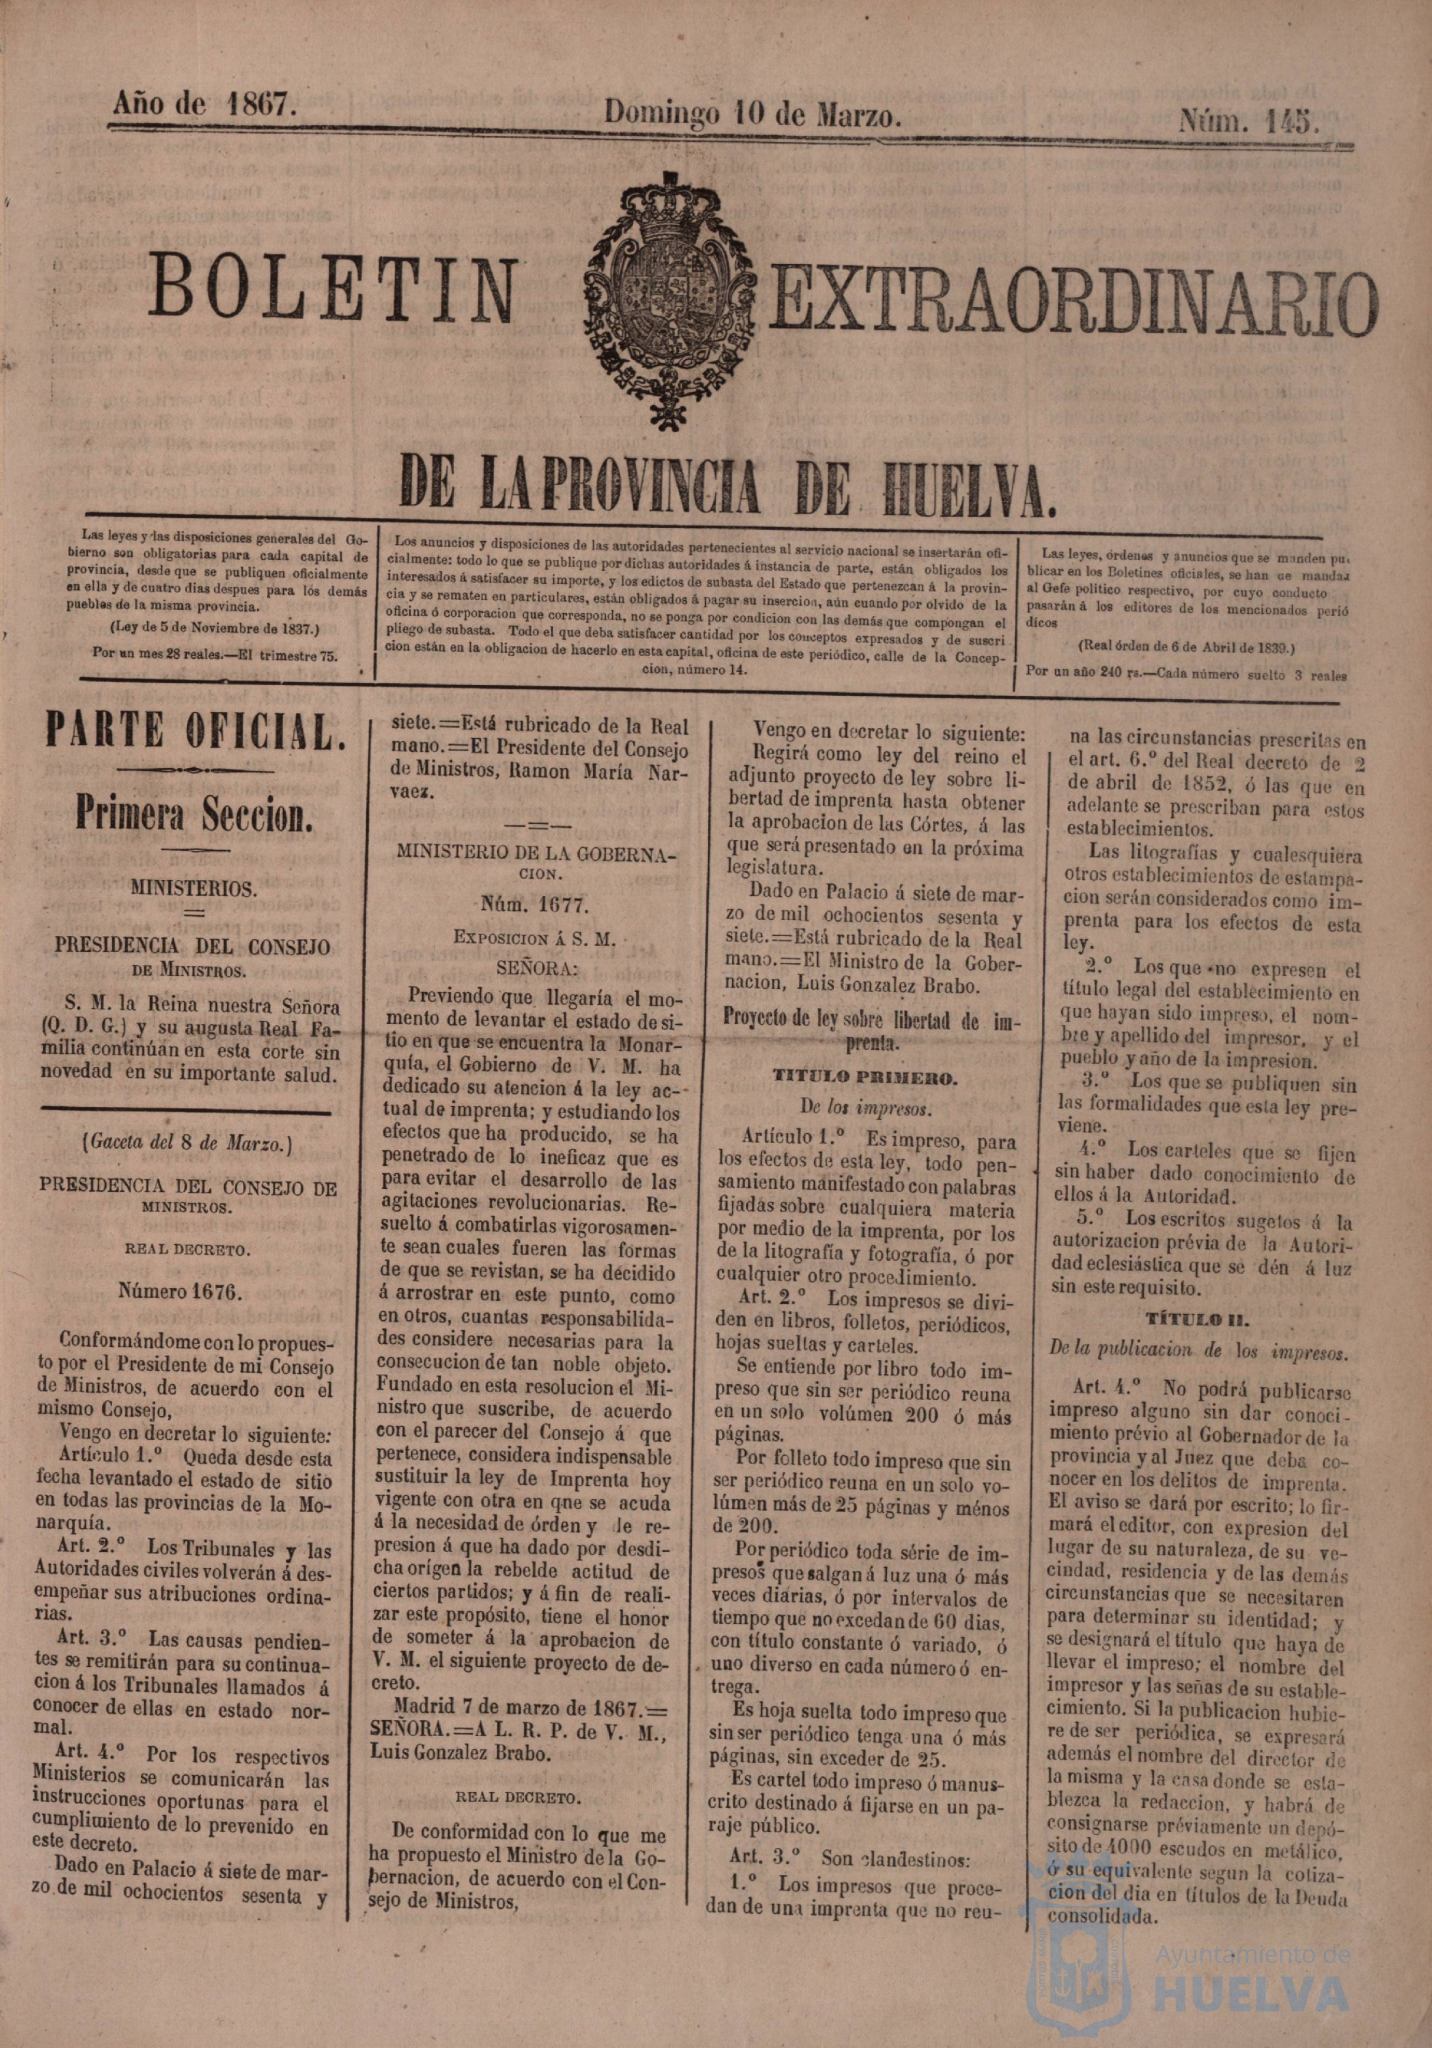 Año de 1867.
Domingo 10 de Marzo.
Núm. 145.
BOLETIN EXTRAORDINARIO
DE LA PROVINCIA DE HUELVA.
Las leyes y las disposiciones generales del Go-
bierno son obligatorias para cada capital de
provincia, desde que se publiquen oficialmente
en ella y de cuatro dias despues para los demás
pueblos de la misma provincia.
(Ley de 5 de Noviembre de 1837.)
Por un mes 28 reales.—El trimestre 75.
Los anuncios y disposiciones de las autoridades pertenecientes al servicio nacional se insertarán ofi-
cialmente: todo lo que se publique por dichas autoridades á instancia de parte, están obligados los
interesados á satisfacer su importe, y los edictos de subasta del Estado que pertenezcan á la provin-
cia y se rematen en particulares, están obligados á pagar su insercion, aún cuando por olvido de la
oficina ó corporacion que corresponda, no se ponga por condicion con las demás que compongan el
pliego de subasta. Todo el que deba satisfacer cantidad por los conceptos expresados y de suscri
cion están en la obligacion de hacerlo en esta capital, oficina de este periódico, calle de la Concep-
cion, número 14.
Las leyes, órdenes y anuncios que se manden pu
blicar en los Boletines oficiales, se han de mandar
al Gefe político respectivo, por cuyo conducto
pasarán á los editores de los mencionados perió
dicos
(Real órden de 6 de Abril de 1839.)
Por un año 240 rs.—Cada número suelto 3 reales
PARTE OFICIAL.
Primera Seccion.
MINISTERIOS.
PRESIDENCIA DEL CONSEJO
DE MINISTROS.
S. M. la Reina nuestra Señora
(Q. D. G.) y su augusta Real Fa-
milia continúan en esta corte sin
novedad en su importante salud.
(Gaceta del 8 de Marzo.)
PRESIDENCIA DEL CONSEJO DE
MINISTROS.
REAL DECRETO.
Número 1676.
Conformándome con lo propues-
to por el Presidente de mi Consejo
de Ministros, de acuerdo con el
mismo Consejo,
Vengo en decretar lo siguiente:
Artículo 1.º Queda desde esta
fecha levantado el estado de sitio
en todas las provincias de la Mo-
narquía.
Art. 2.º Los Tribunales y las
Autoridades civiles volverán á des-
empeñar sus atribuciones ordina-
rias.
Art. 3.º Las causas pendien-
tes se remitirán para su continua-
cion á los Tribunales llamados á
conocer de ellas en estado nor-
mal.
Art. 4.º Por los respectivos
Ministerios se comunicarán las
instrucciones oportunas para el
cumplimiento de lo prevenido en
este decreto.
Dado en Palacio á siete de mar-
zo de mil ochocientos sesenta y
siete.=Está rubricado de la Real
mano.=El Presidente del Consejo
de Ministros, Ramon María Nar-
vaez.
MINISTERIO DE LA GOBERNA-
CION.
Núm. 1677.
EXPOSICION Á S. M.
SEÑORA:
Previendo que llegaría el mo-
mento de levantar el estado de si-
tio en que se encuentra la Monar-
quía, el Gobierno de V. M. ha
dedicado su atencion á la ley ac-
tual de imprenta; y estudiando los
efectos que ha producido, se ha
penetrado de lo ineficaz que es
para evitar el desarrollo de las
agitaciones revolucionarias. Re-
suelto á combatirlas vigorosamen-
te sean cuales fueren las formas
de que se revistan, se ha decidido
á arrostrar en este punto, como
en otros, cuantas responsabilida-
des considere necesarias para la
consecucion de tan noble objeto.
Fundado en esta resolucion el Mi-
nistro que suscribe, de acuerdo
con el parecer del Consejo á que
pertenece, considera indispensable
sustituir la ley de Imprenta hoy
vigente con otra en qne se acuda
á la necesidad de órden y de re-
presion á que ha dado por desdi-
cha orígen la rebelde actitud de
ciertos partidos; y á fin de reali-
zar este propósito, tiene el honor
de someter á la aprobacion de
V. M. el siguiente proyecto de de-
creto.
Madrid 7 de marzo de 1867.=
SEÑORA.=A L. R. P. de V. M.,
Luis Gonzalez Brabo.
REAL DECRETO.
De conformidad con lo que me
ha propuesto el Ministro de la Go-
bernacion, de acuerdo con el Con-
sejo de Ministros,
Vengo en decretar lo siguiente:
Regirá como ley del reino el
adjunto proyecto de ley sobre li-
bertad de imprenta hasta obtener
la aprobacion de las Córtes, á las
que será presentado en la próxima
legislatura.
Dado en Palacio á siete de mar-
zo de mil ochocientos sesenta y
siete.=Está rubricado de la Real
mano.=El Ministro de la Gober-
nacion, Luis Gonzalez Brabo.
Proyecto de ley sobre libertad de im-
prenta.
TITULO PRIMERO.
De los impresos.
Artículo 1.º Es impreso, para
los efectos de esta ley, todo pen-
samiento manifestado con palabras
fijadas sobre cualquiera materia
por medio de la imprenta, por los
de la litografía y fotografía, ó por
cualquier otro procedimiento.
Art. 2.º Los impresos se divi-
den en libros, folletos, periódicos,
hojas sueltas y carteles.
Se entiende por libro todo im-
preso que sin ser periódico reuna
en un solo volúmen 200 ó más
páginas.
Por folleto todo impreso que sin
ser periódico reuna en un solo vo-
lúmen más de 25 páginas y ménos
de 200.
Por periódico toda série de im-
presos que salgan á luz una ó más
veces diarias, ó por intervalos de
tiempo que no excedan de 60 dias,
con título constante ó variado, ó
uno diverso en cada número ó en-
trega.
Es hoja suelta todo impreso que
sin ser periódico tenga una ó más
páginas, sin exceder de 25.
Es cartel todo impreso ó manus-
crito destinado á fijarse en un pa-
raje público.
Art. 3.º Son clandestinos:
1.º Los impresos que proce-
dan de una imprenta que no reu-
na las circunstancias prescritas en
el art. 6.º del Real decreto de 2
de abril de 1852, ó las que en
adelante se prescriban para estos
establecimientos.
Las litografías y cualesquiera
otros establecimientos de estampa-
cion serán considerados como im-
prenta para los efectos de esta
ley.
2.º Los que no expresen el
título legal del establecimiento en
que hayan sido impreso, el nom-
bre y apellido del impresor, y el
pueblo y año de la impresion.
3.º Los que se publiquen sin
las formalidades que esta ley pre-
viene.
4.º Los carteles que se fijen
sin haber dado conocimiento de
ellos á la Autoridad.
5.º Los escritos sugetos á la
autorizacion prévia de la Autori-
dad eclesiástica que se dén á luz
sin este requisito.
TÍTULO II.
De la publicacion de los impresos.
Art. 4.º No podrá publicarse
impreso alguno sin dar conoci-
miento prévio al Gobernador de la
provincia y al Juez que deba co-
nocer en los delitos de imprenta.
El aviso se dará por escrito; lo fir-
mará el editor, con expresion del
lugar de su naturaleza, de su ve-
cindad, residencia y de las demás
circunstancias que se necesitaren
para determinar su identidad; y
se designará el título que haya de
llevar el impreso; el nombre del
impresor y las señas de su estable-
cimiento. Si la publicacion hubie-
re de ser periódica, se expresará
además el nombre del director de
la misma y la casa donde se esta-
blezca la redaccion, y habrá de
consignarse préviamente un depó-
sito de 4000 escudos en metálico,
ó su equivalente segun la cotiza-
cion del dia en títulos de la Deuda
consolidada.
Ayuntamiento de
HUELVA